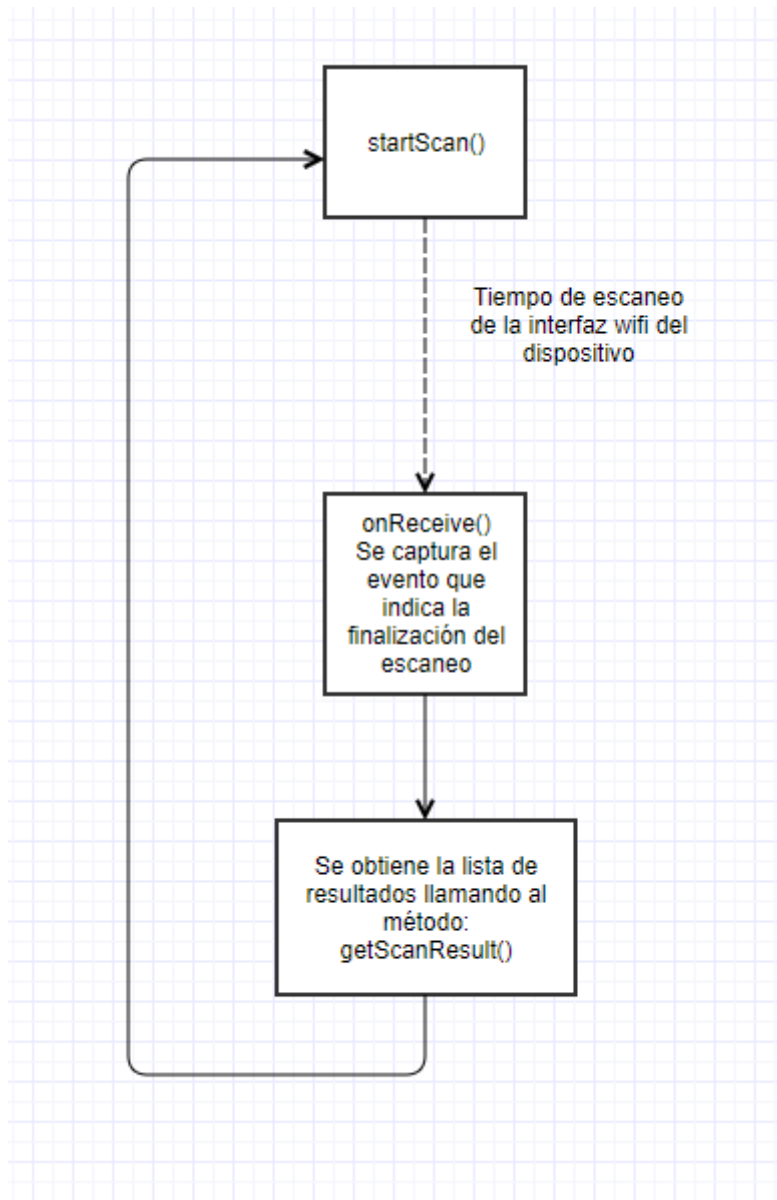 startScan()
Tiempo de escaneo
de la interfaz wifi del
dispositivo
onReceive()
Se captura el
evento que
indica la
finalización del
escaneo
Se obtiene la lista de
resultados llamando al
método:
getScanResult()